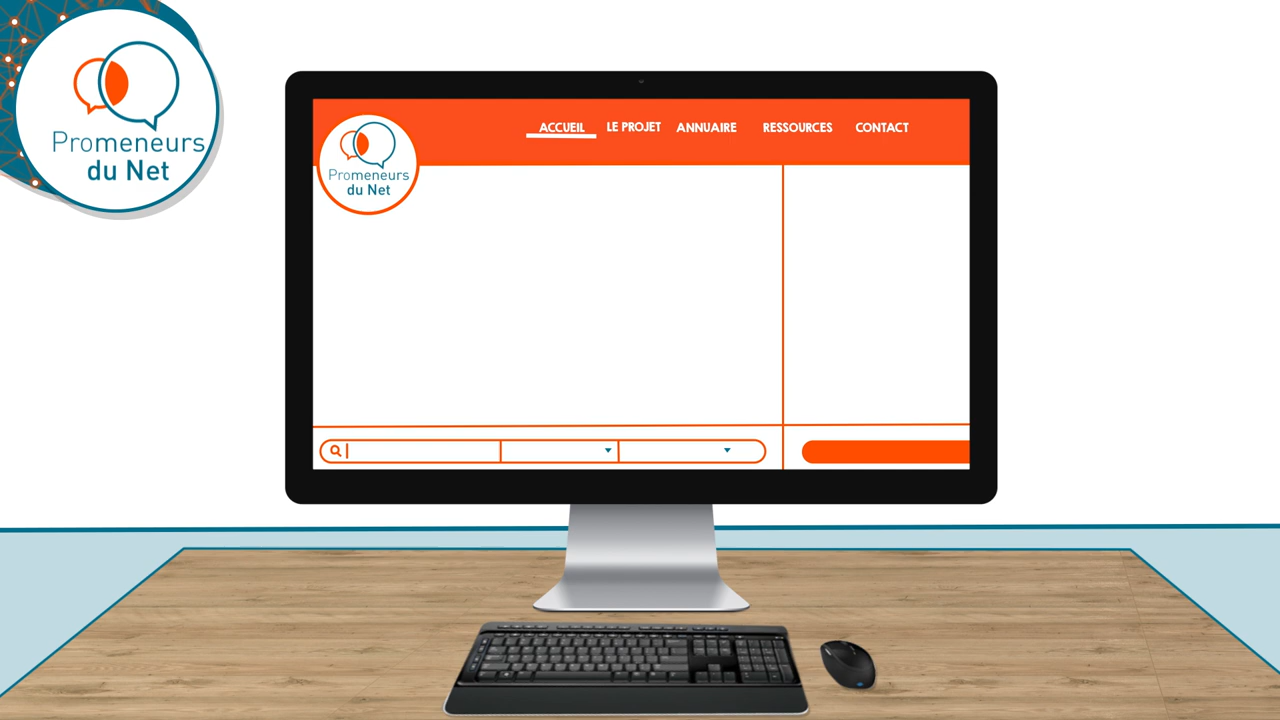 Promeneurs
du Net
ACCUEIL LE PROJET ANNUAIRE RESSOURCES CONTACT
Promeneurs
du Net